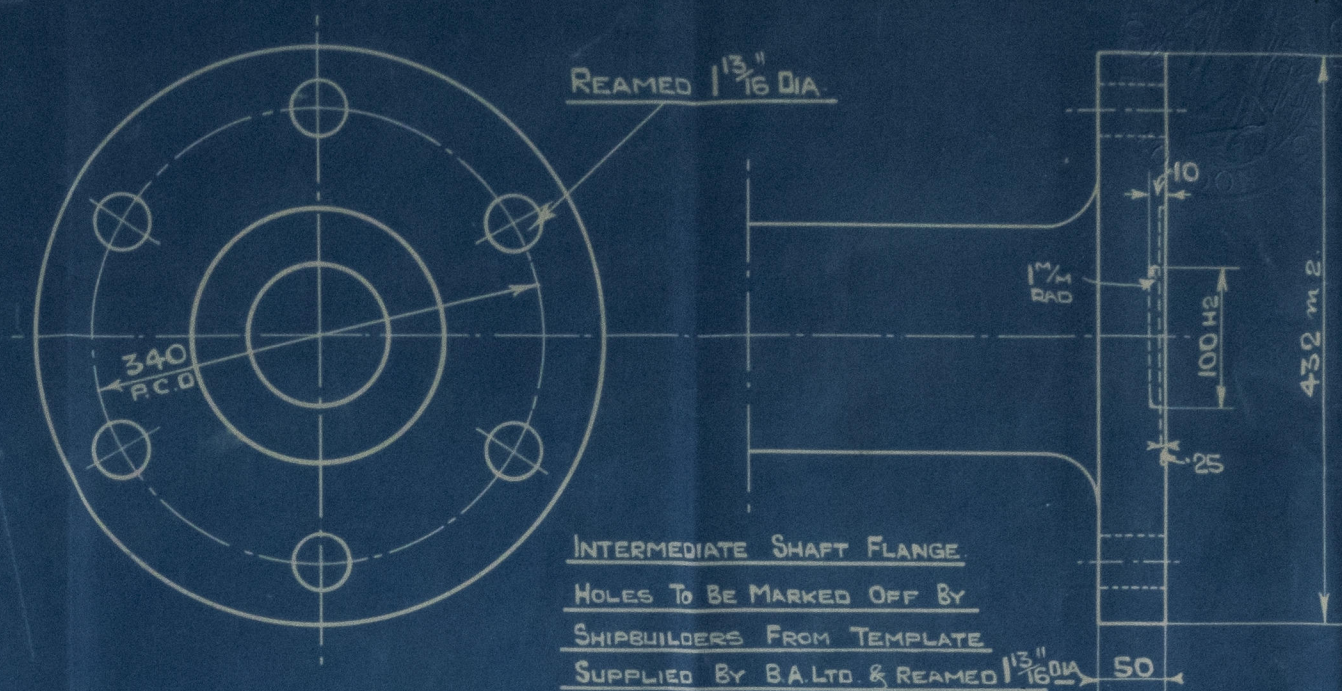 REAMED 1 13/16" DIA.
10
1 M/M
RAD
100 H2
432 m 2.
340
P.C.D
.25
INTERMEDIATE SHAFT FLANGE.
HOLES TO BE MARKED OFF BY
SHIPBUILDERS FROM TEMPLATE
SUPPLIED BY B.A.LTD. & REAMED 1 13/16" DIA
50